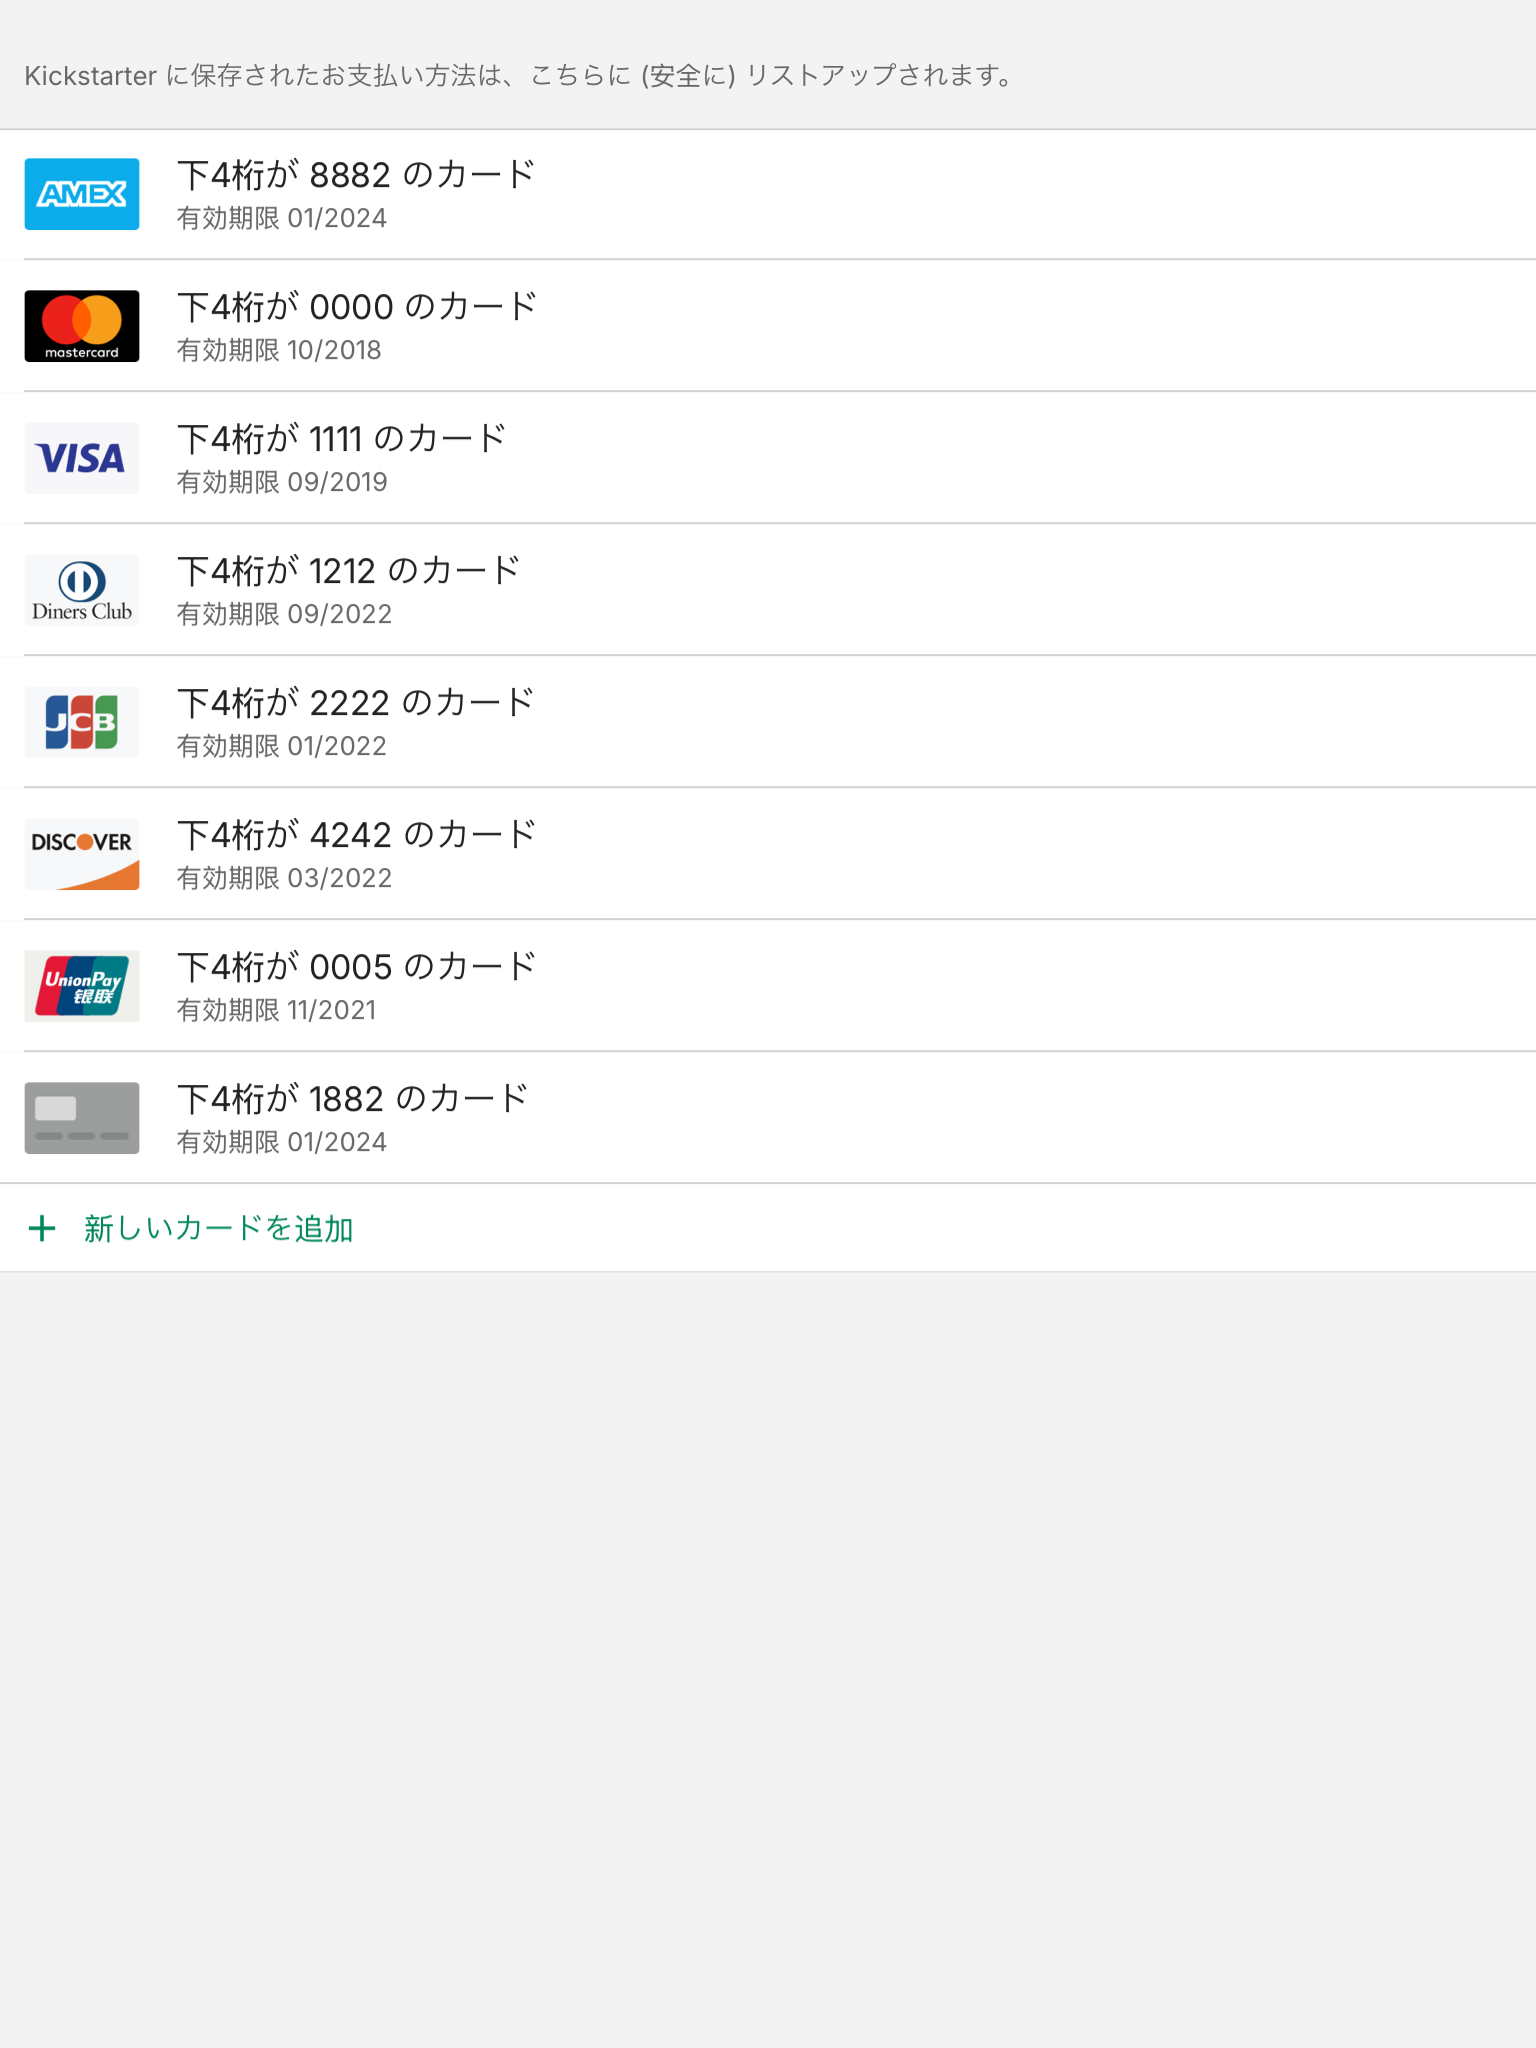 Kickstarter に保存されたお支払い方法は、こちらに (安全に) リストアップされます。
AMEX
下4桁が 8882 のカード
有効期限 01/2024
mastercard
下4桁が 0000 のカード
有効期限 10/2018
VISA
下4桁が 1111 のカード
有効期限 09/2019
Diners Club
下4桁が 1212 のカード
有効期限 09/2022
JCB
下4桁が 2222 のカード
有効期限 01/2022
DISCOVER
下4桁が 4242 のカード
有効期限 03/2022
UnionPay
银联
下4桁が 0005 のカード
有効期限 11/2021
下4桁が 1882 のカード
有効期限 01/2024
+ 新しいカードを追加